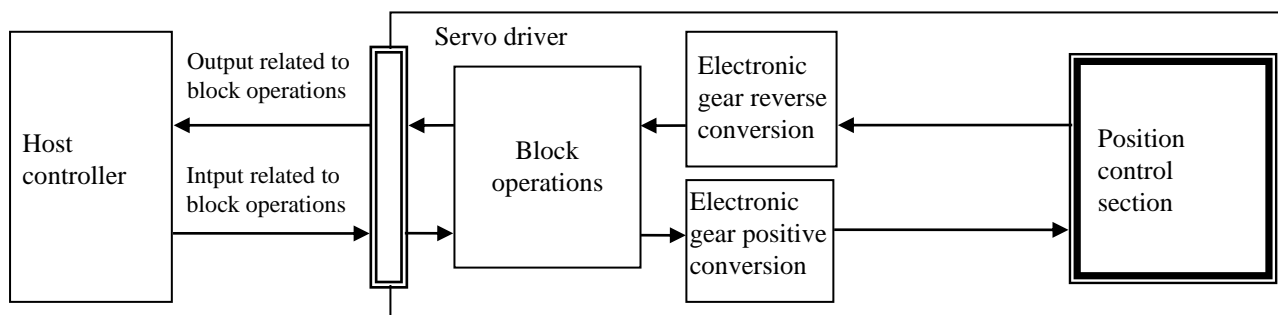 Servo driver
Output related to
block operations
Electronic
gear reverse
conversion
Host
controller
Block
operations
Position
control
section
Intput related to
block operations
Electronic
gear positive
conversion